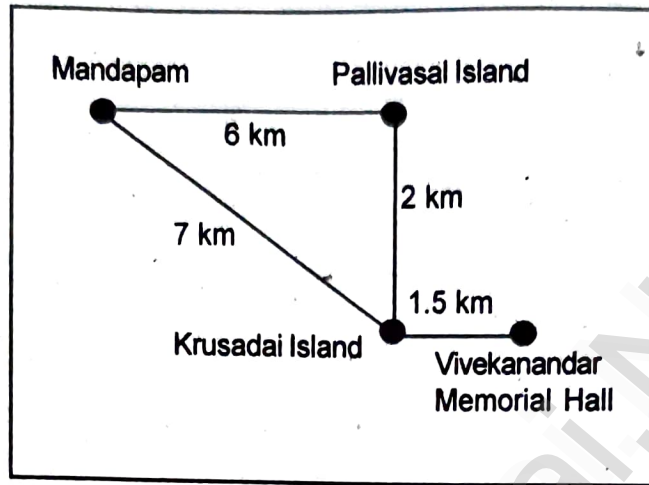 Mandapam
Pallivasal Island
6 km
2 km
7 km
1.5 km
Krusadai Island
Vivekanandar
Memorial Hall